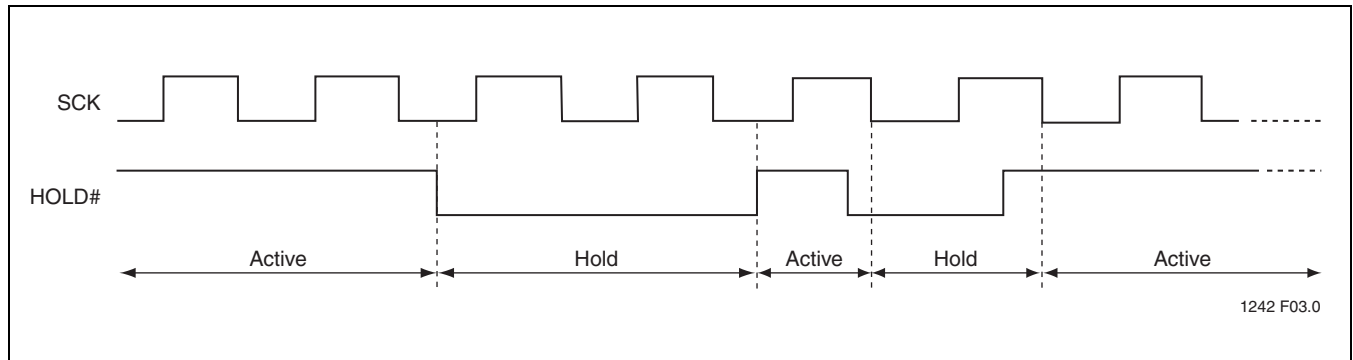 SCK
HOLD#
Active Hold Active Hold Active
1242 F03.0